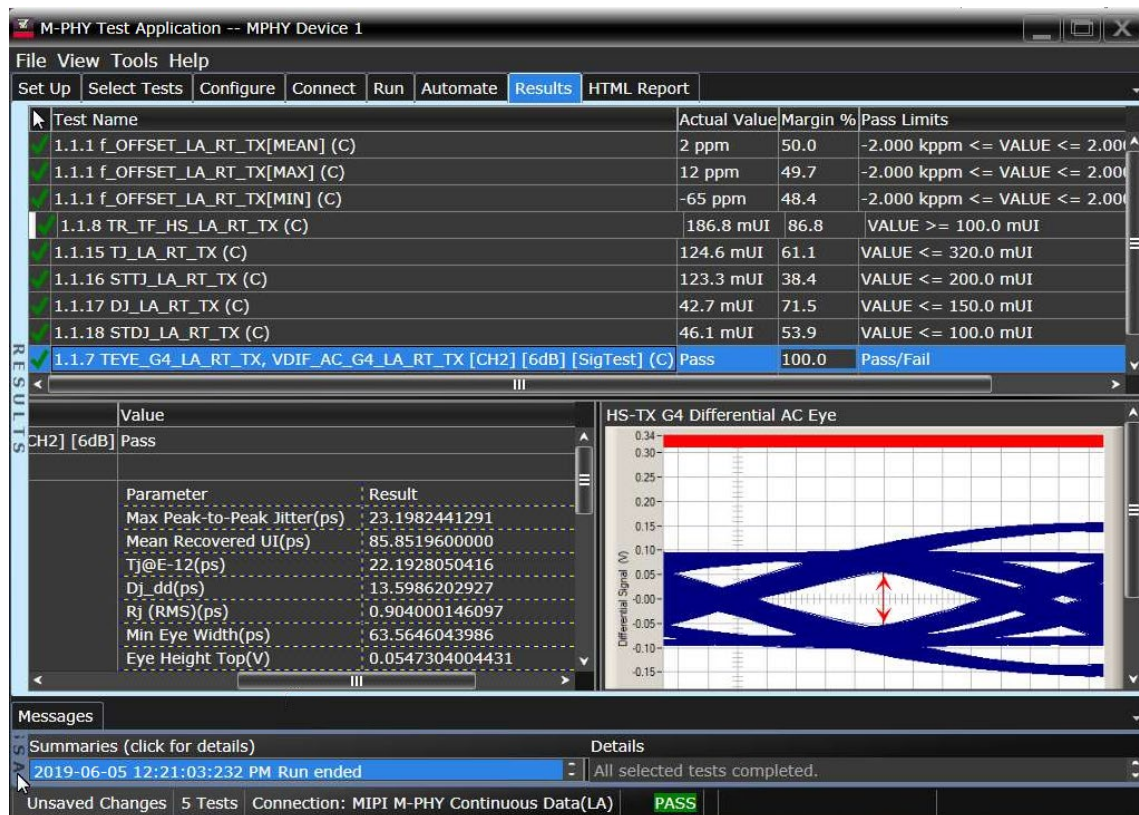 M-PHY Test Application -- MPHY Device 1
File View Tools Help
Set Up Select Tests Configure Connect Run Automate Results HTML Report
Test Name Actual Value Margin % Pass Limits
1.1.1 f_OFFSET_LA_RT_TX[MEAN] (C) 2 ppm 50.0 -2.000 kppm <= VALUE <= 2.00
1.1.1 f_OFFSET_LA_RT_TX[MAX] (C) 12 ppm 49.7 -2.000 kppm <= VALUE <= 2.00
1.1.1 f_OFFSET_LA_RT_TX[MIN] (C) -65 ppm 48.4 -2.000 kppm <= VALUE <= 2.00
1.1.8 TR_TF_HS_LA_RT_TX (C) 186.8 mUI 86.8 VALUE >= 100.0 mUI
1.1.15 TJ_LA_RT_TX (C) 124.6 mUI 61.1 VALUE <= 320.0 mUI
1.1.16 STTJ_LA_RT_TX (C) 123.3 mUI 38.4 VALUE <= 200.0 mUI
1.1.17 DJ_LA_RT_TX (C) 42.7 mUI 71.5 VALUE <= 150.0 mUI
1.1.18 STDJ_LA_RT_TX (C) 46.1 mUI 53.9 VALUE <= 100.0 mUI
1.1.7 TEYE_G4_LA_RT_TX, VDIF_AC_G4_LA_RT_TX [CH2] [6dB] [SigTest] (C) Pass 100.0 Pass/Fail
RESULTS
Value
CH2] [6dB] Pass
Parameter Result
Max Peak-to-Peak Jitter(ps) 23.1982441291
Mean Recovered UI(ps) 85.8519600000
Tj@E-12(ps) 22.1928050416
Dj_dd(ps) 13.5986202927
Rj (RMS)(ps) 0.904000146097
Min Eye Width(ps) 63.5646043986
Eye Height Top(V) 0.0547304004431
HS-TX G4 Differential AC Eye
0.34
0.30
0.25
0.20
0.15
0.10
0.05
-0.00
-0.05
-0.10
-0.15
Differential Signal (V)
Messages
Summaries (click for details) Details
2019-06-05 12:21:03:232 PM Run ended All selected tests completed.
Unsaved Changes 5 Tests Connection: MIPI M-PHY Continuous Data(LA) PASS